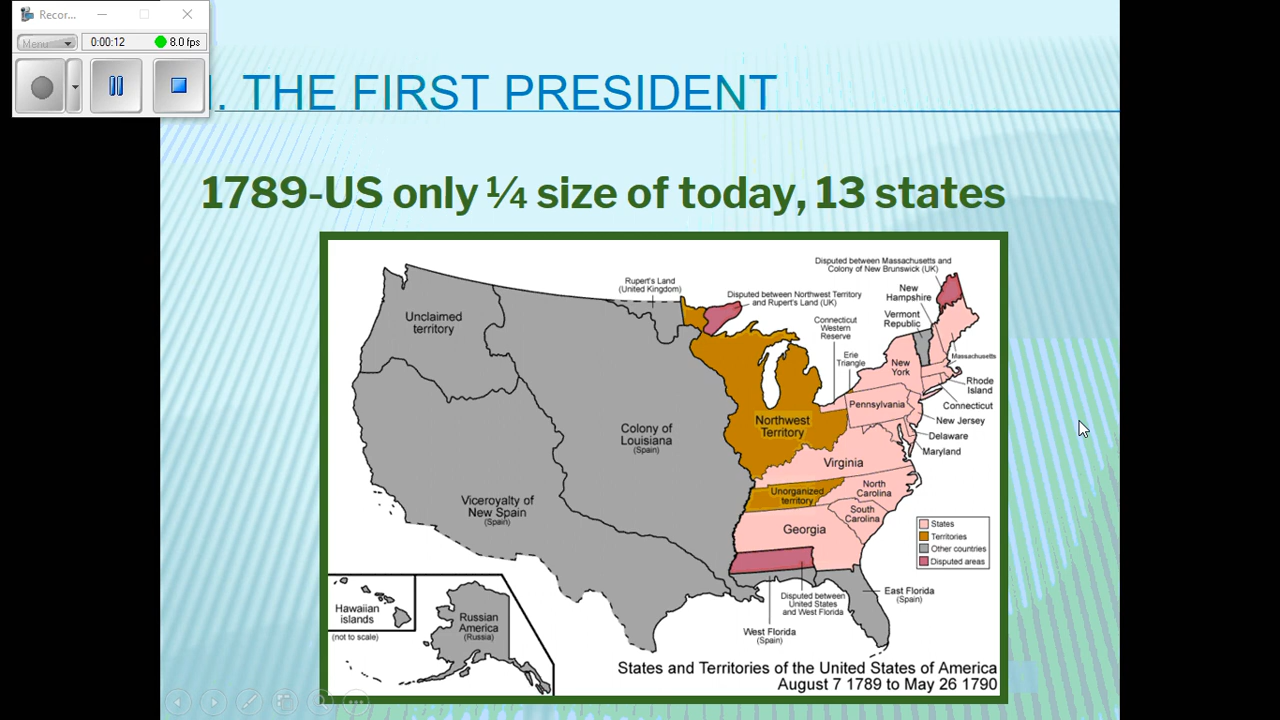 Recor...
Menu
0:00:12
8.0 fps
. THE FIRST PRESIDENT
1789-US only ¼ size of today, 13 states
Disputed between Massachusetts and
Colony of New Brunswick (UK)
Rupert's Land
(United Kingdom)
Disputed between Northwest Territory
and Rupert's Land (UK)
New
Hampshire
Vermont
Republic
Connecticut
Western
Reserve
Erie
Triangle
Unclaimed
territory
New
York
Massachusetts
Rhode
Island
Connecticut
Pennsylvania
New Jersey
Delaware
Maryland
Northwest
Territory
Colony of
Louisiana
(Spain)
Virginia
Viceroyalty of
New Spain
(Spain)
Unorganized
territory
North
Carolina
South
Carolina
Georgia
States
Territories
Other countries
Disputed areas
East Florida
(Spain)
Disputed between
United States
and West Florida
West Florida
(Spain)
Hawaiian
islands
(not to scale)
Russian
America
(Russia)
States and Territories of the United States of America
August 7 1789 to May 26 1790